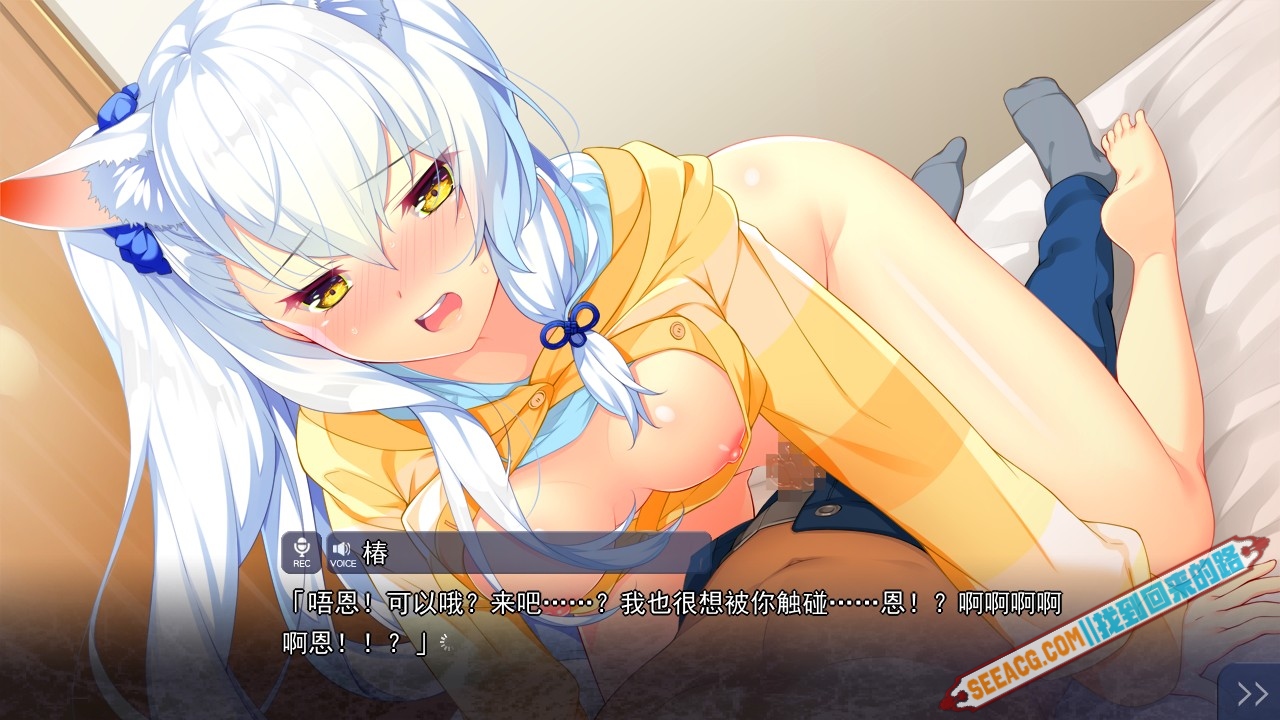 REC
VOICE
椿
「唔恩！可以哦？来吧……？我也很想被你触碰……恩！？啊啊啊啊
啊恩！！？」
SEEACG.COM||找到回来的路